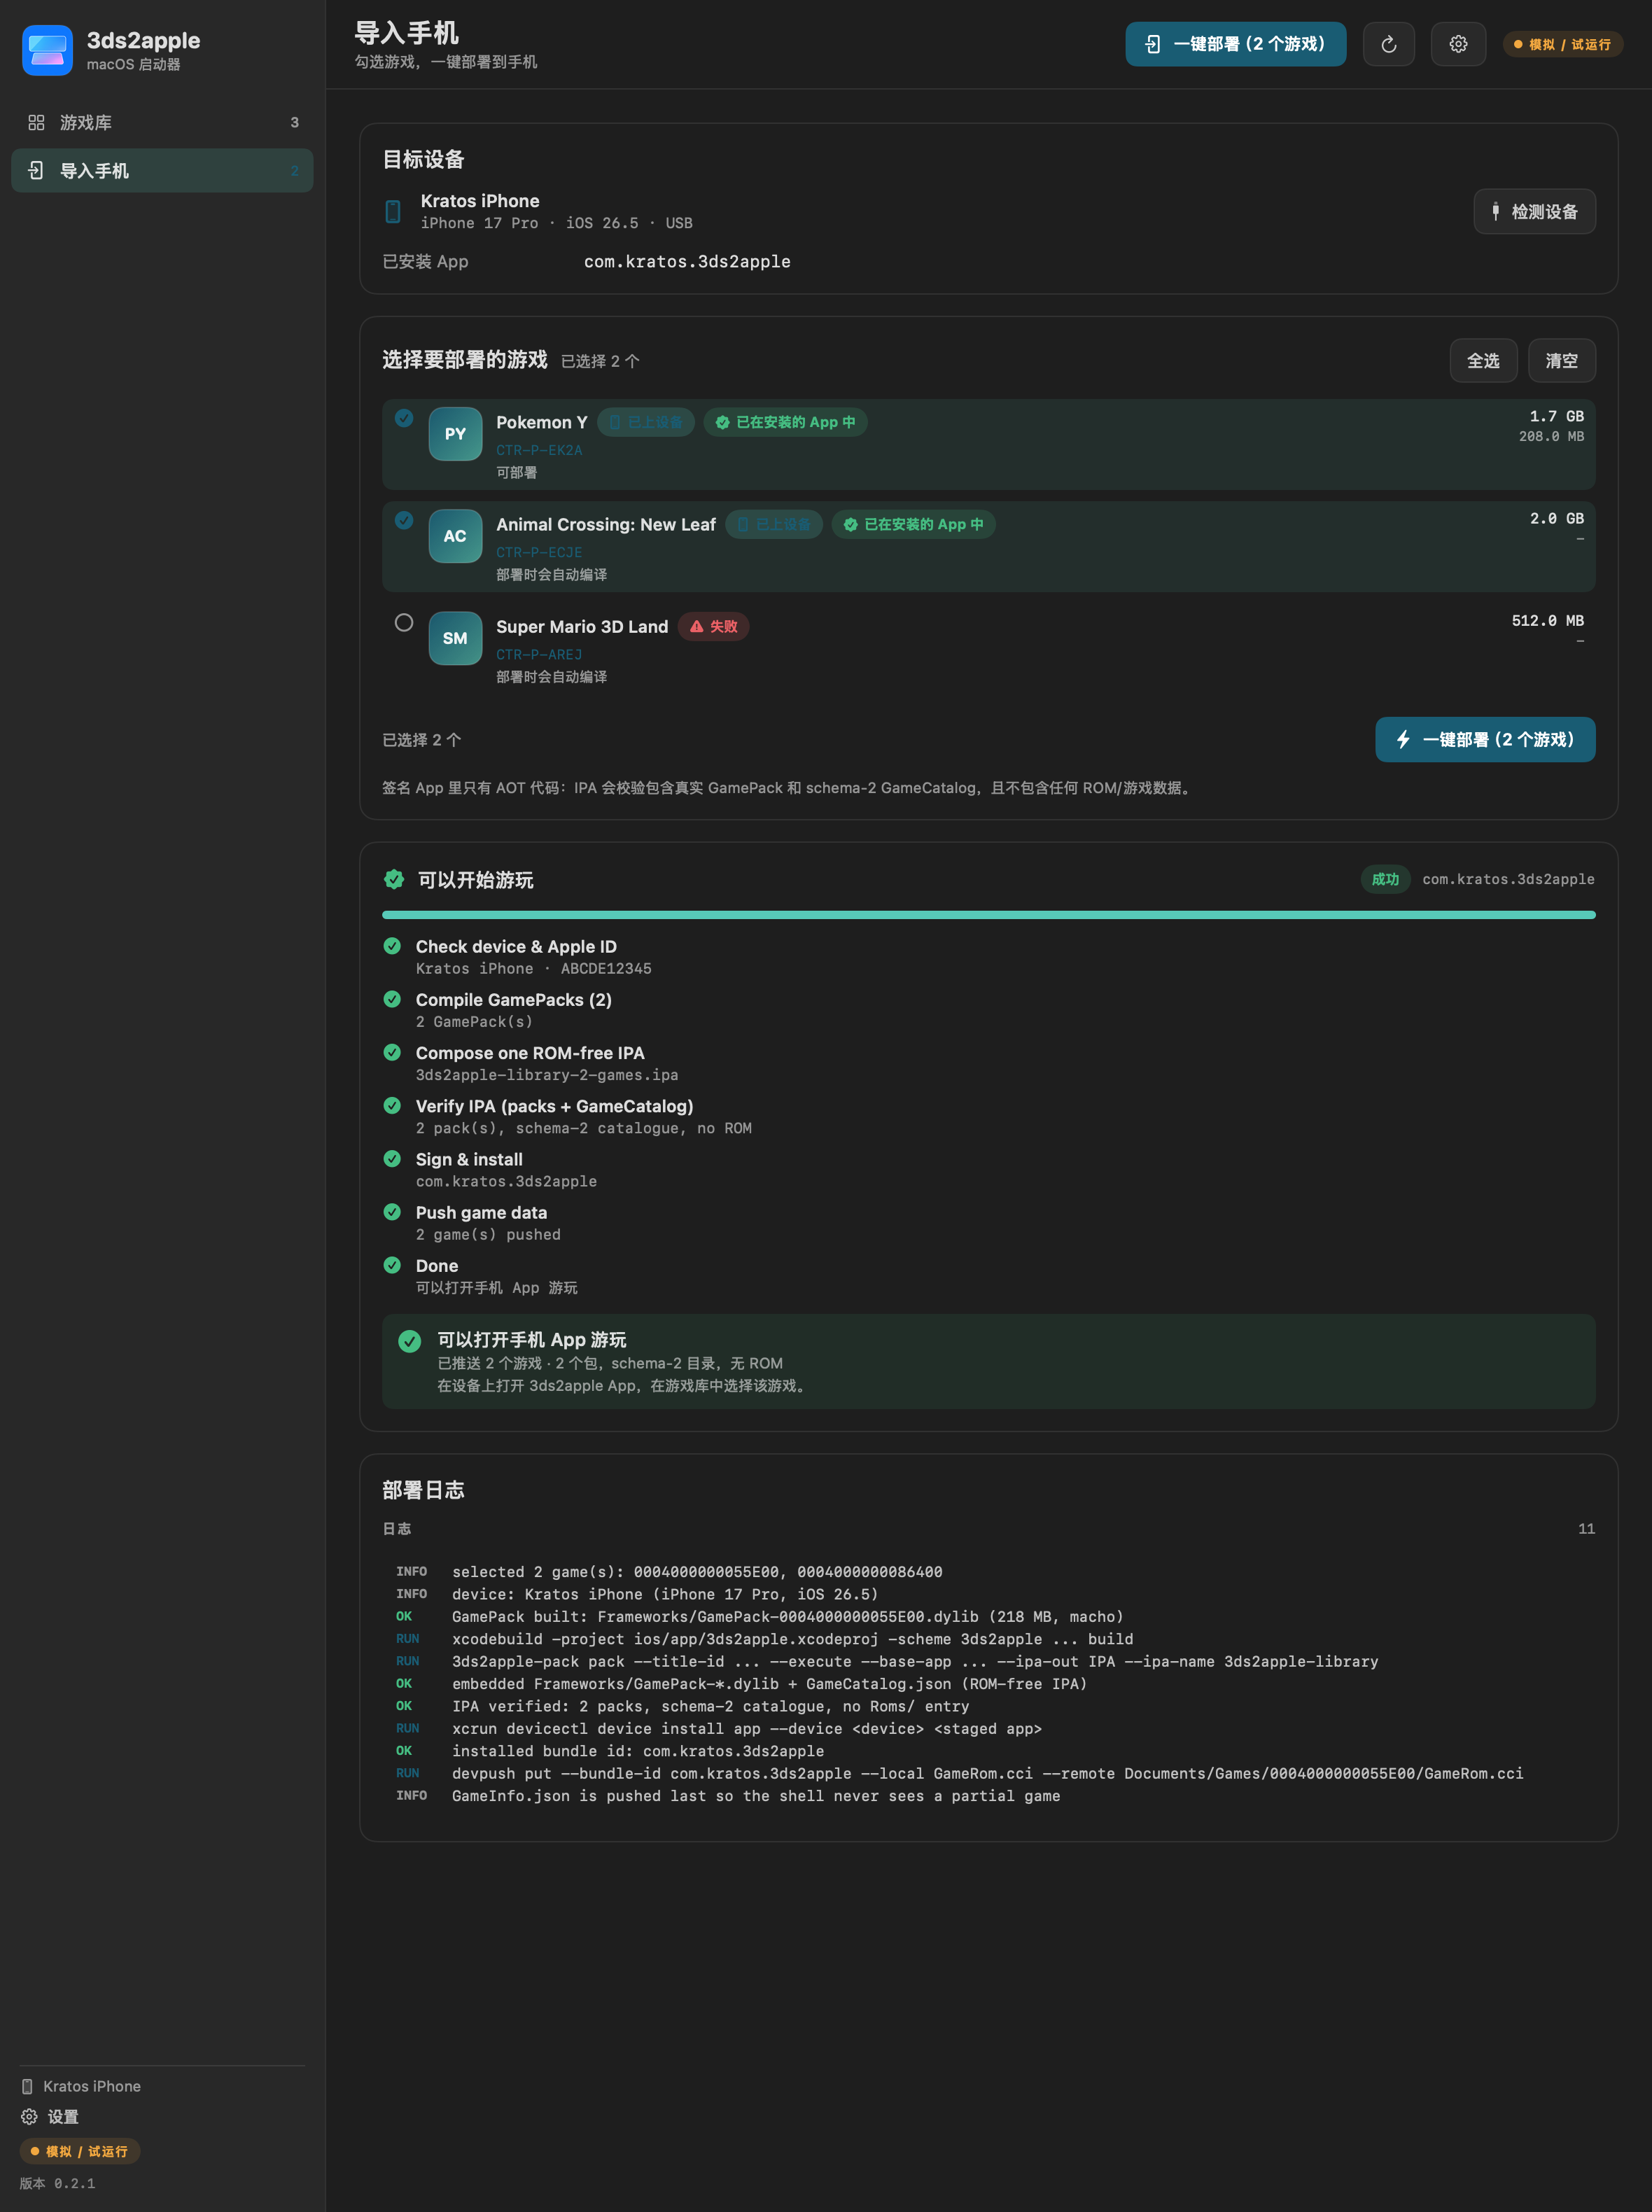 3ds2apple
macOS 启动器
游戏库 3
导入手机 2
导入手机
勾选游戏，一键部署到手机
一键部署 (2 个游戏)
模拟 / 试运行
目标设备
Kratos iPhone
iPhone 17 Pro · iOS 26.5 · USB
检测设备
已安装 App com.kratos.3ds2apple
选择要部署的游戏 已选择 2 个
全选 清空
PY
Pokemon Y 已上设备 已在安装的 App 中
CTR-P-EK2A
可部署
1.7 GB
208.0 MB
AC
Animal Crossing: New Leaf 已上设备 已在安装的 App 中
CTR-P-ECJE
部署时会自动编译
2.0 GB
—
SM
Super Mario 3D Land 失败
CTR-P-AREJ
部署时会自动编译
512.0 MB
—
已选择 2 个
一键部署 (2 个游戏)
签名 App 里只有 AOT 代码：IPA 会校验包含真实 GamePack 和 schema-2 GameCatalog，且不包含任何 ROM/游戏数据。
可以开始游玩
成功 com.kratos.3ds2apple
Check device & Apple ID
Kratos iPhone · ABCDE12345
Compile GamePacks (2)
2 GamePack(s)
Compose one ROM-free IPA
3ds2apple-library-2-games.ipa
Verify IPA (packs + GameCatalog)
2 pack(s), schema-2 catalogue, no ROM
Sign & install
com.kratos.3ds2apple
Push game data
2 game(s) pushed
Done
可以打开手机 App 游玩
可以打开手机 App 游玩
已推送 2 个游戏 · 2 个包，schema-2 目录，无 ROM
在设备上打开 3ds2apple App，在游戏库中选择该游戏。
部署日志
日志 11
INFO selected 2 game(s): 0004000000055E00, 0004000000086400
INFO device: Kratos iPhone (iPhone 17 Pro, iOS 26.5)
OK GamePack built: Frameworks/GamePack-0004000000055E00.dylib (218 MB, macho)
RUN xcodebuild -project ios/app/3ds2apple.xcodeproj -scheme 3ds2apple ... build
RUN 3ds2apple-pack pack --title-id ... --execute --base-app ... --ipa-out IPA --ipa-name 3ds2apple-library
OK embedded Frameworks/GamePack-*.dylib + GameCatalog.json (ROM-free IPA)
OK IPA verified: 2 packs, schema-2 catalogue, no Roms/ entry
RUN xcrun devicectl device install app --device <device> <staged app>
OK installed bundle id: com.kratos.3ds2apple
RUN devpush put --bundle-id com.kratos.3ds2apple --local GameRom.cci --remote Documents/Games/0004000000055E00/GameRom.cci
INFO GameInfo.json is pushed last so the shell never sees a partial game
Kratos iPhone
设置
模拟 / 试运行
版本 0.2.1